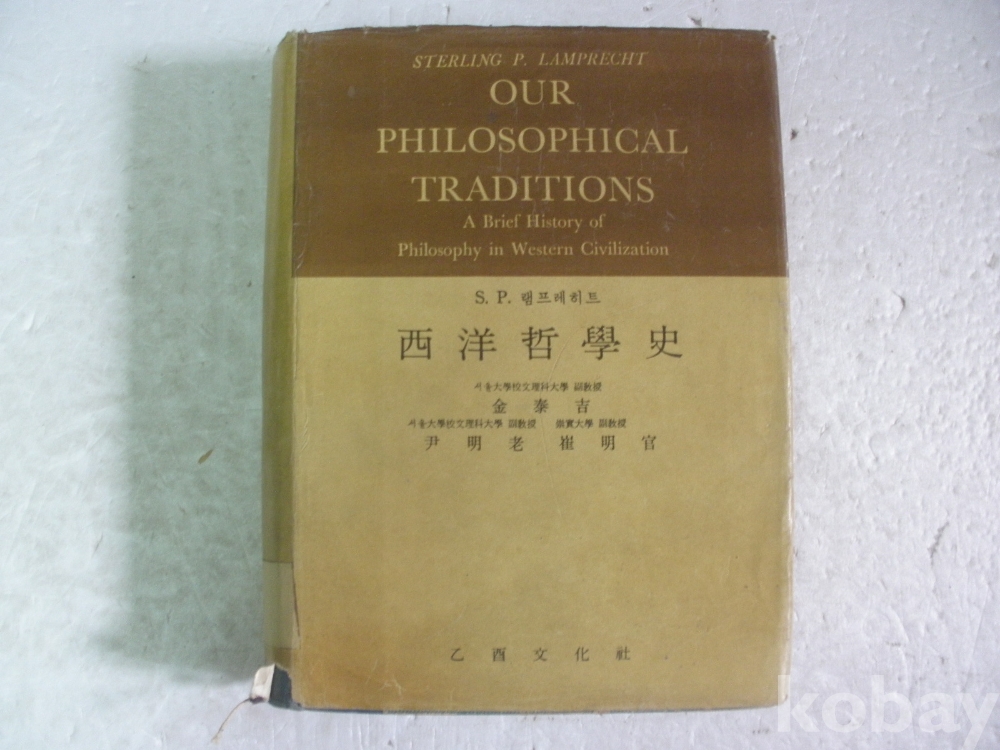 STERLING P. LAMPRECHT
OUR
PHILOSOPHICAL
TRADITIONS
A Brief History of
Philosophy in Western Civilization
S. P. 램프레히트
西洋哲學史
서울大學校文理科大學 副敎授
金泰吉
서울大學校文理科大學 副敎授 崇實大學 副敎授
尹明老 崔明官
乙酉文化社
kobay